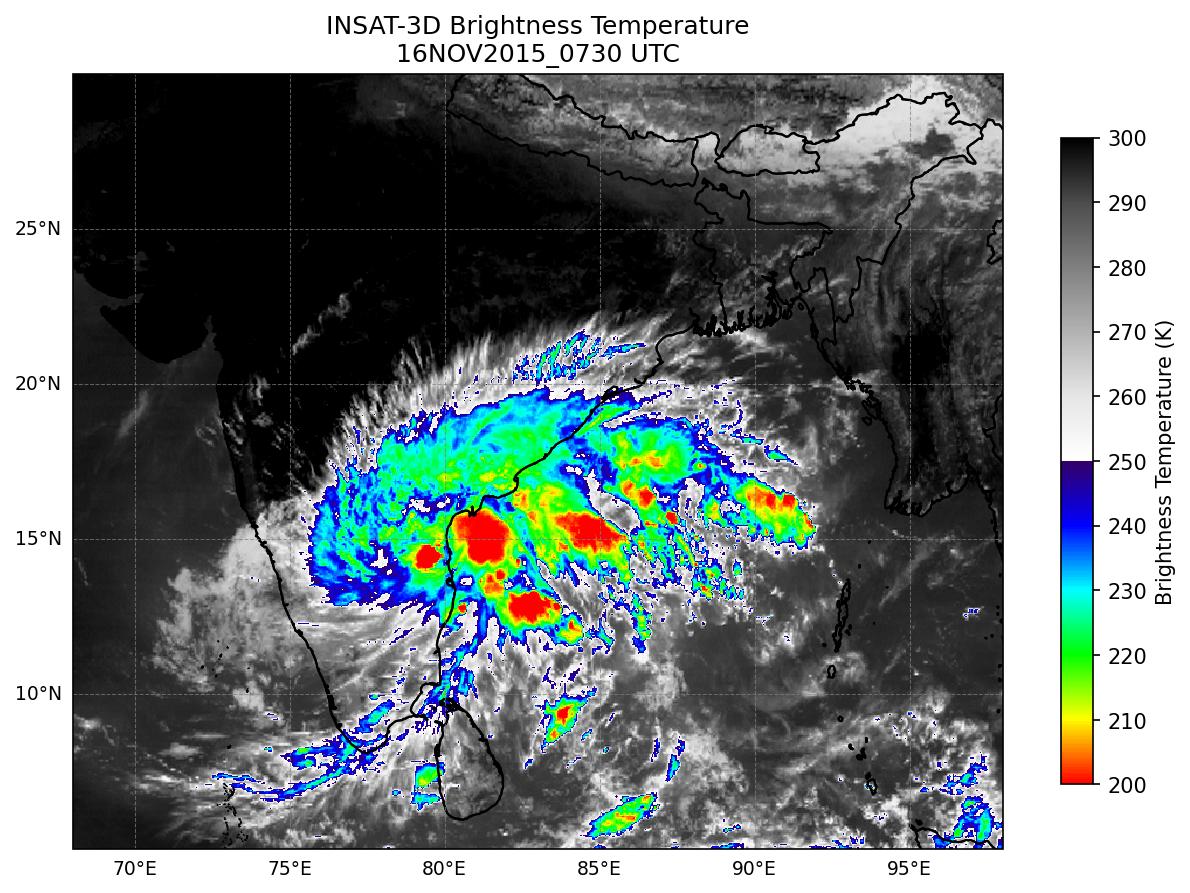 INSAT-3D Brightness Temperature
16NOV2015_0730 UTC
25°N
20°N
15°N
10°N
70°E
75°E
80°E
85°E
90°E
95°E
300
290
280
270
260
250
240
230
220
210
200
Brightness Temperature (K)